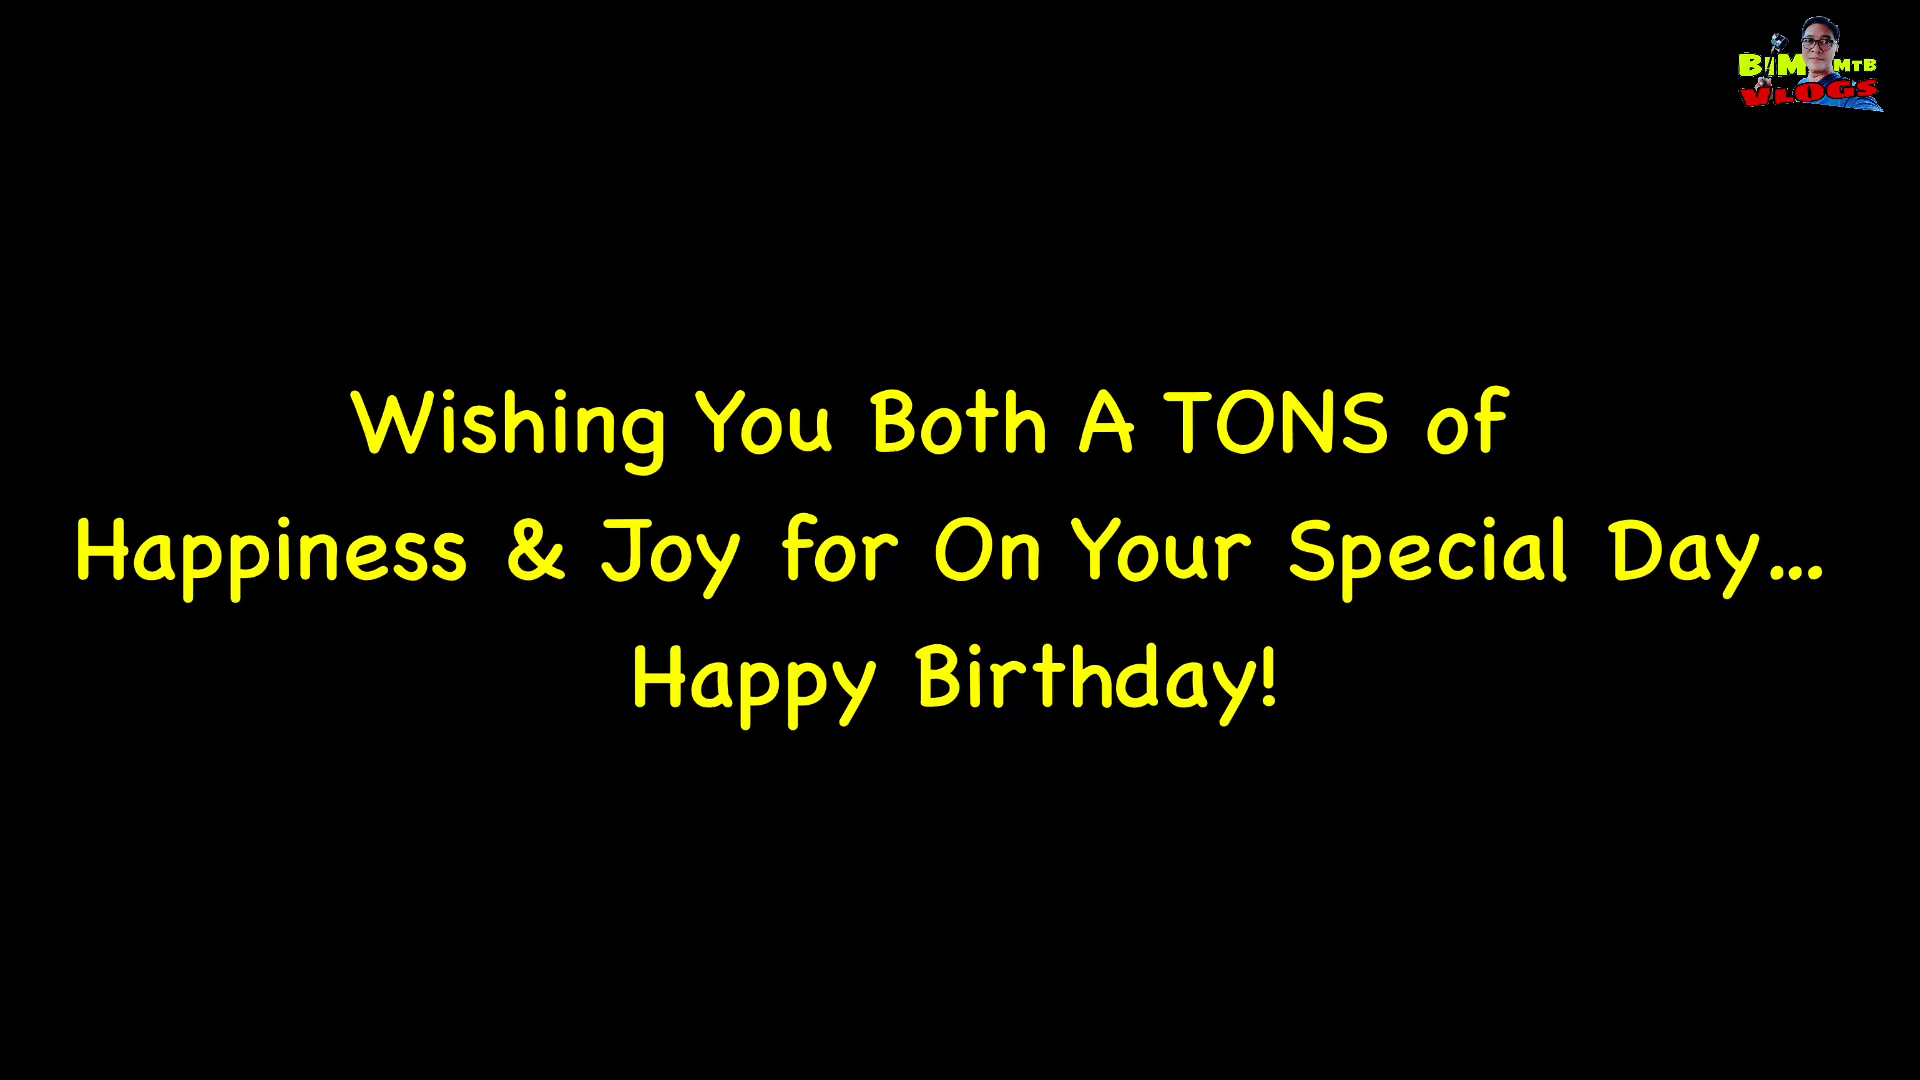 BIM MTB
VLOGS
Wishing You Both A TONS of
Happiness & Joy for On Your Special Day...
Happy Birthday!